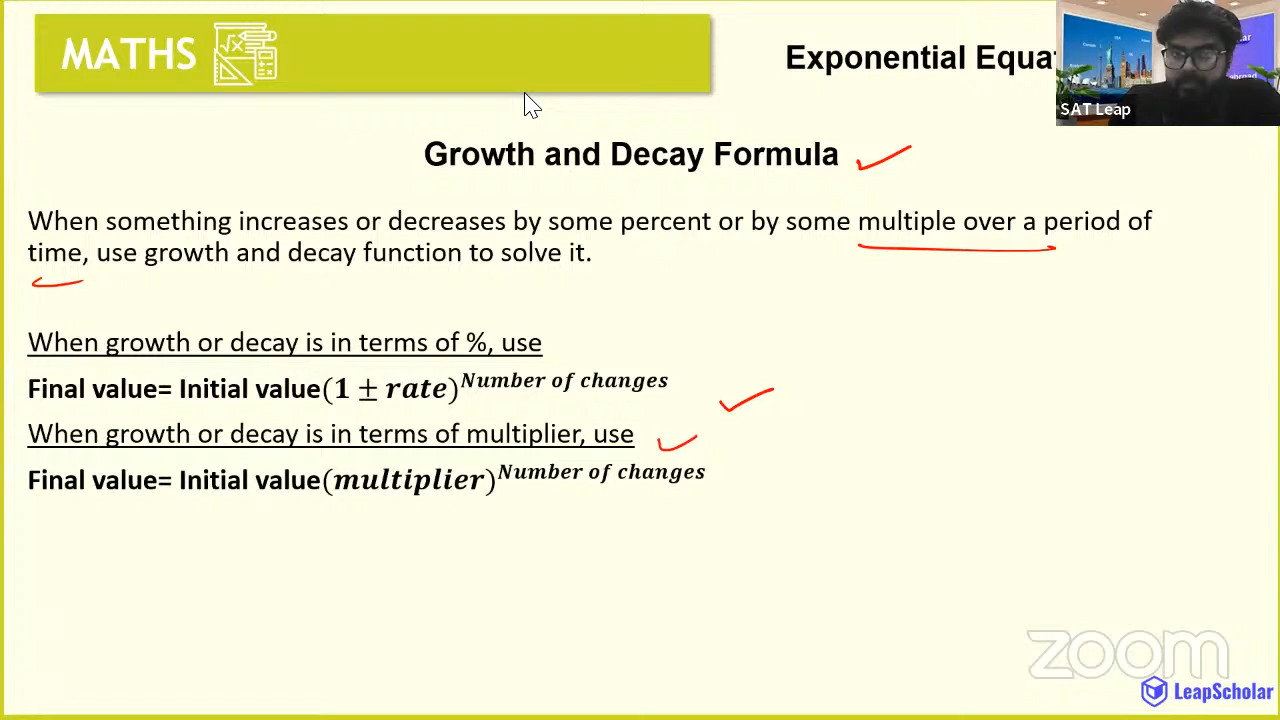 MATHS
Exponential Equa
SAT Leap
Growth and Decay Formula
When something increases or decreases by some percent or by some multiple over a period of
time, use growth and decay function to solve it.
When growth or decay is in terms of %, use
Final value= Initial value(1 ± rate)^Number of changes
When growth or decay is in terms of multiplier, use
Final value= Initial value(multiplier)^Number of changes
zoom
LeapScholar